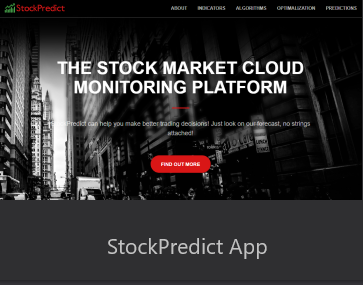 StockPredict
ABOUT INDICATORS ALGORITHMS OPTIMALIZATION PREDICTIONS
THE STOCK MARKET CLOUD
MONITORING PLATFORM
Predict can help you make better trading decisions! Just look on our forecast, no strings
attached!
FIND OUT MORE
StockPredict App